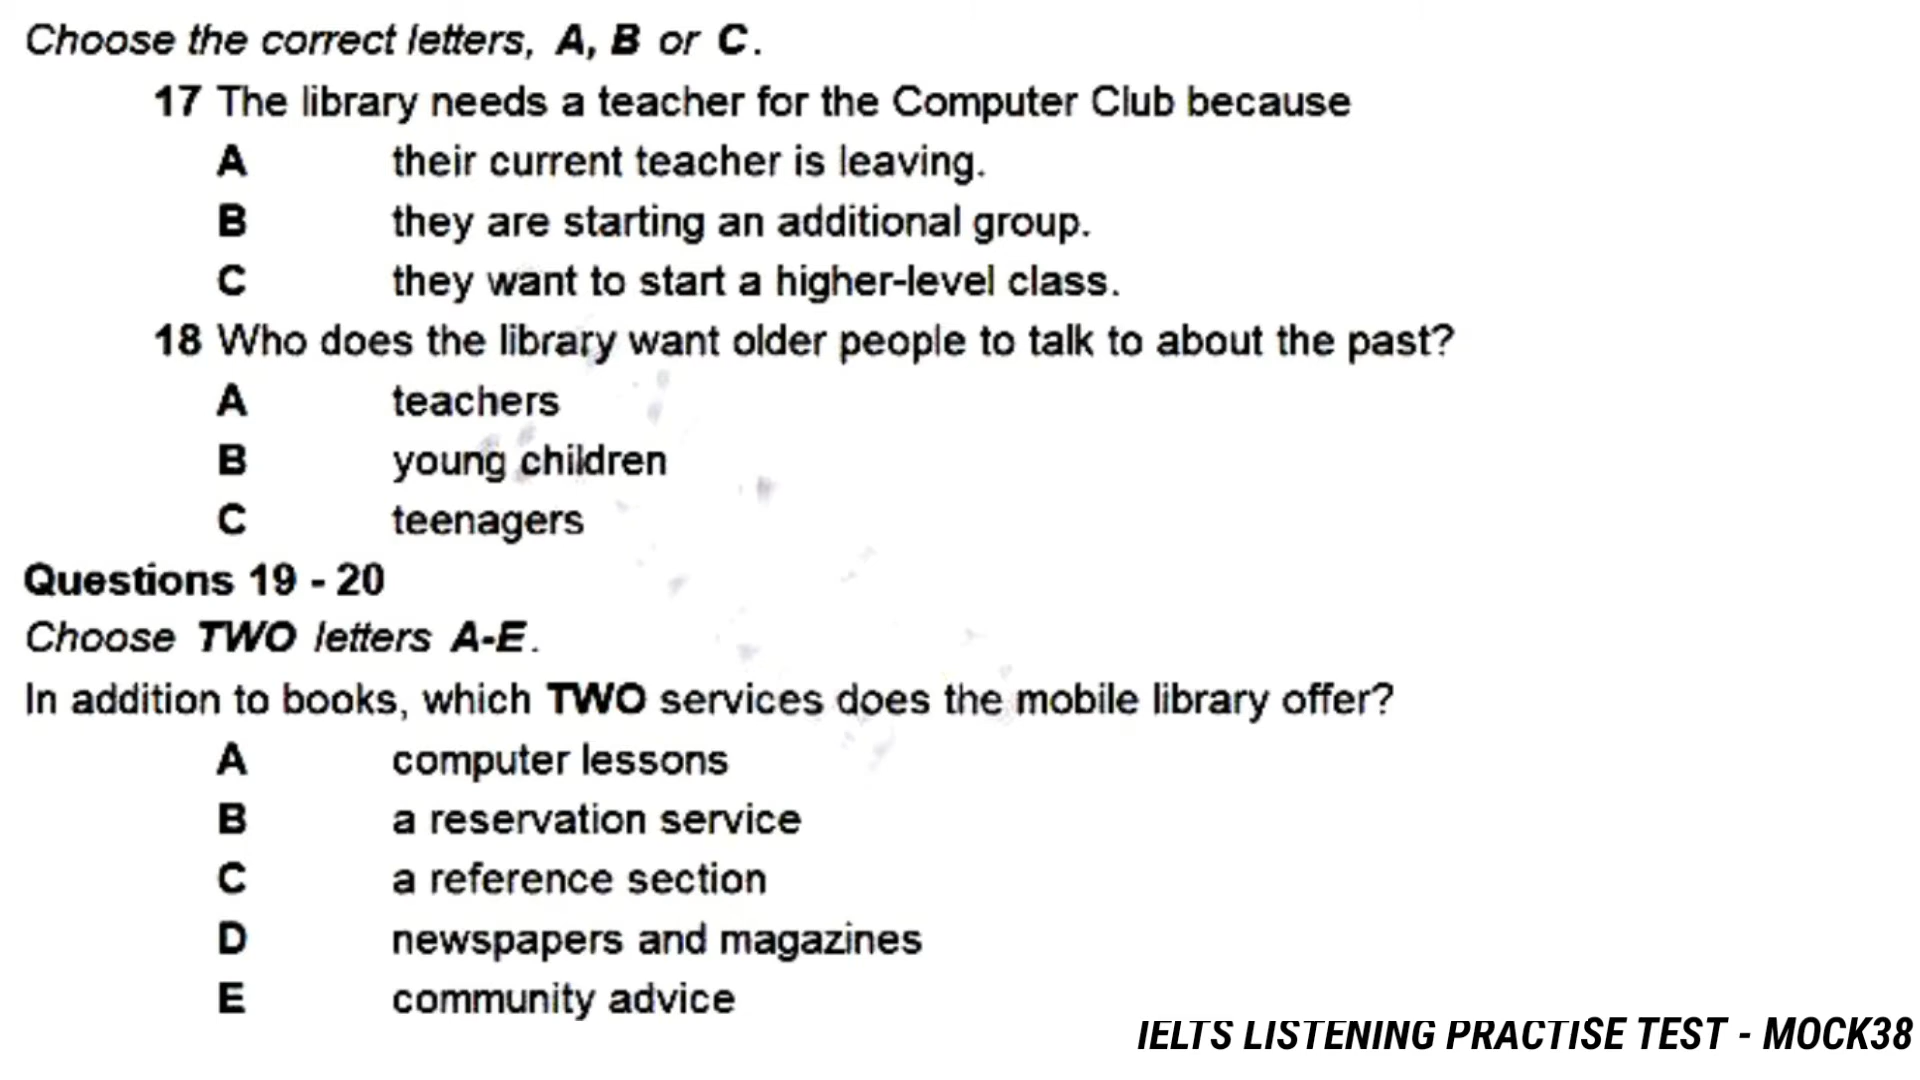 Choose the correct letters, A, B or C.
17 The library needs a teacher for the Computer Club because
A their current teacher is leaving.
B they are starting an additional group.
C they want to start a higher-level class.
18 Who does the library want older people to talk to about the past?
A teachers
B young children
C teenagers
Questions 19 - 20
Choose TWO letters A-E.
In addition to books, which TWO services does the mobile library offer?
A computer lessons
B a reservation service
C a reference section
D newspapers and magazines
E community advice
IELTS LISTENING PRACTISE TEST - MOCK38